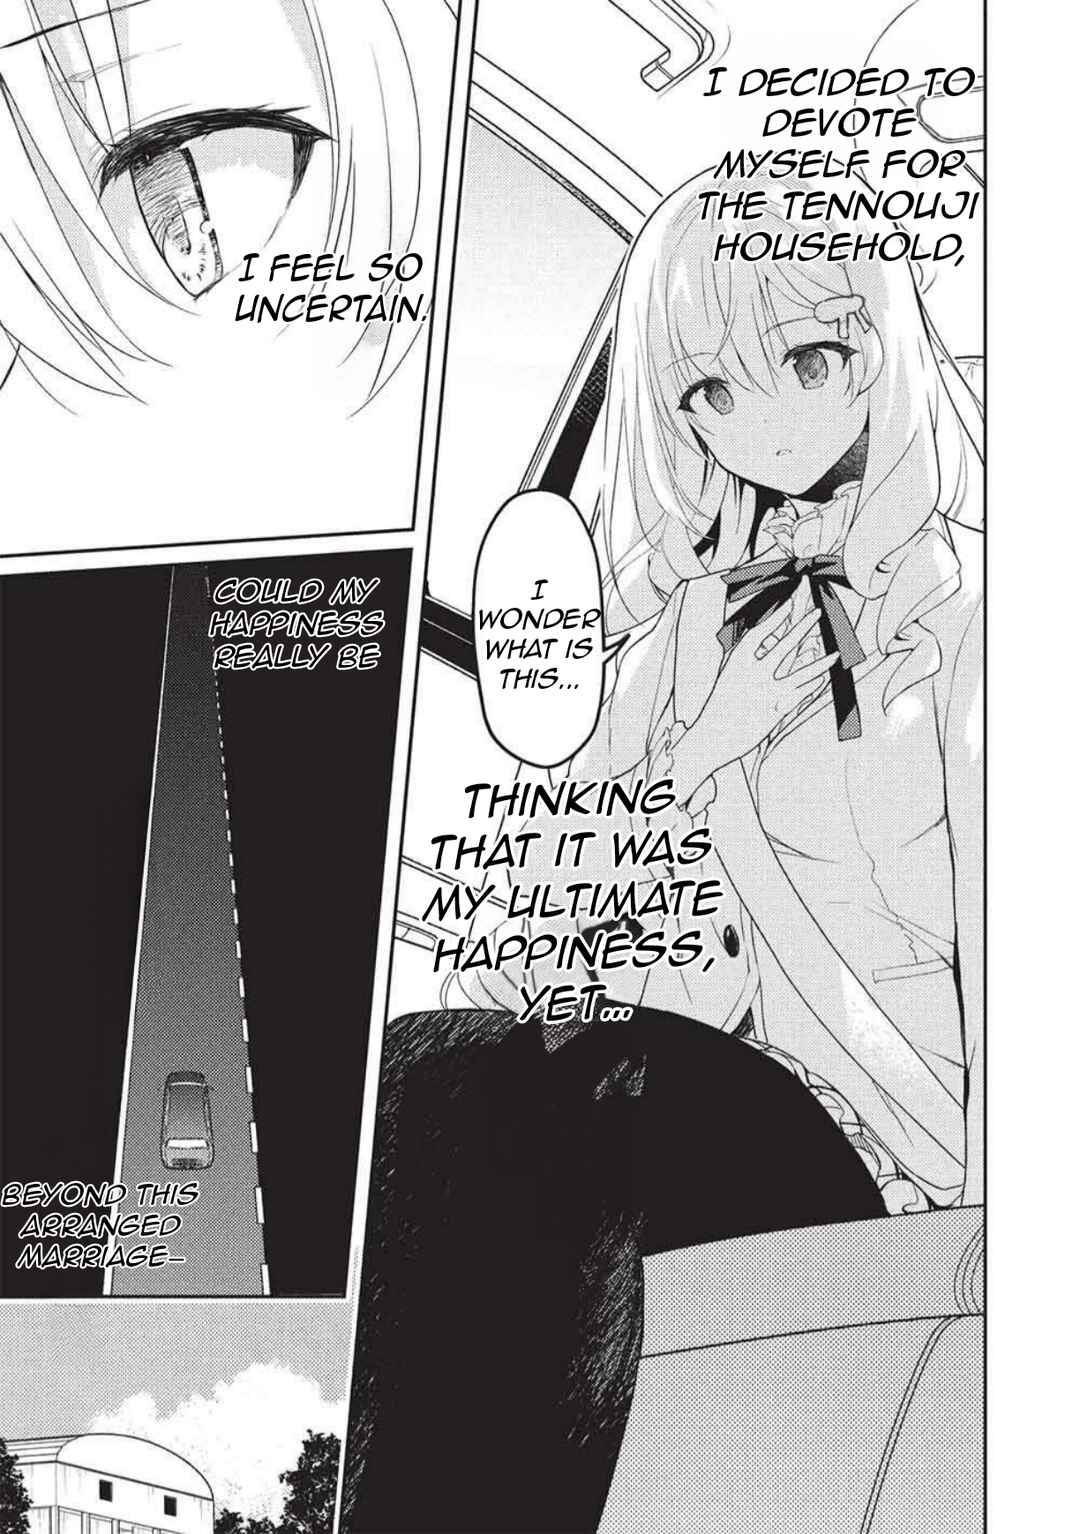 I DECIDED TO
DEVOTE
MYSELF FOR
THE TENNOUJI
HOUSEHOLD,
I
WONDER
WHAT IS
THIS...
THINKING
THAT IT WAS
MY ULTIMATE
HAPPINESS,
YET...
I FEEL SO
UNCERTAIN.
COULD MY
HAPPINESS
REALLY BE
BEYOND THIS
ARRANGED
MARRIAGE-